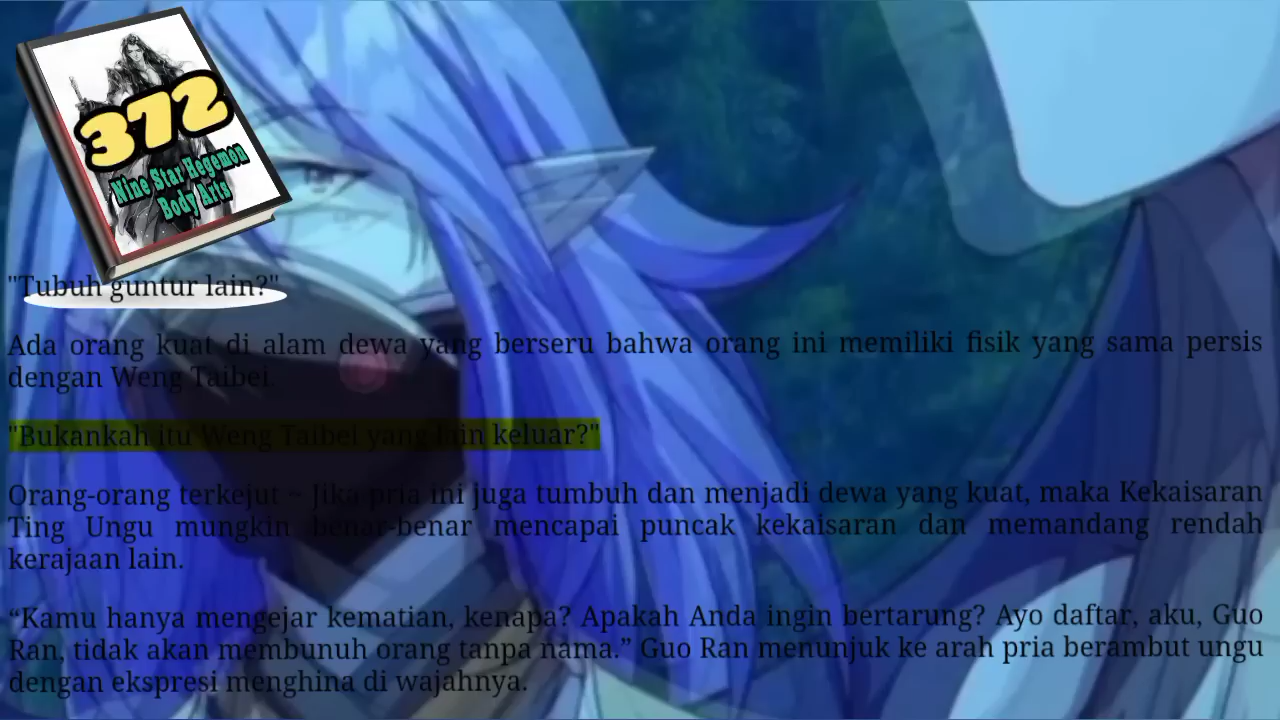 372
Nine Star Hegemon
Body Arts
"Tubuh guntur lain?"
Ada orang kuat di alam dewa yang berseru bahwa orang ini memiliki fisik yang sama persis
dengan Weng Taibei.
"Bukankah itu Weng Taibei yang lain keluar?"
Orang-orang terkejut ~ Jika pria ini juga tumbuh dan menjadi dewa yang kuat, maka Kekaisaran
Ting Ungu mungkin benar-benar mencapai puncak kekaisaran dan memandang rendah
kerajaan lain.
“Kamu hanya mengejar kematian, kenapa? Apakah Anda ingin bertarung? Ayo daftar, aku, Guo
Ran, tidak akan membunuh orang tanpa nama.” Guo Ran menunjuk ke arah pria berambut ungu
dengan ekspresi menghina di wajahnya.